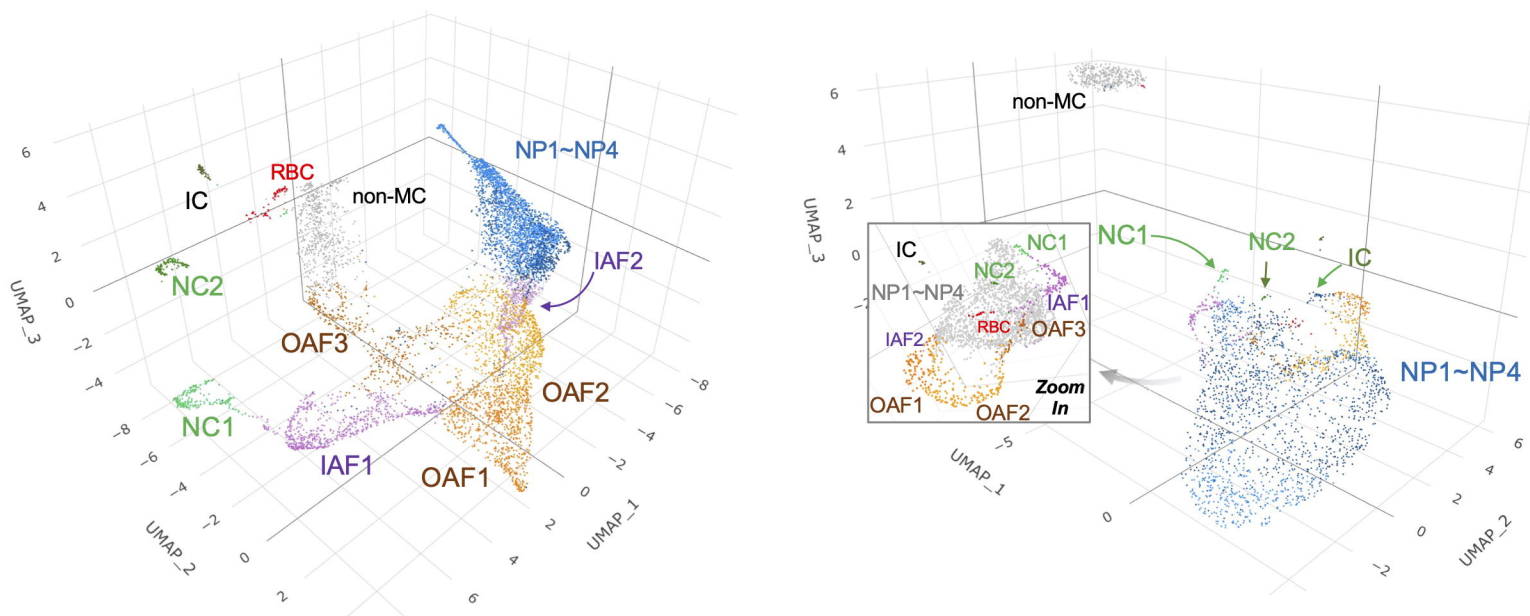 NP1~NP4
RBC
IC
non-MC
NC2
IAF2
OAF3
OAF2
NC1
IAF1
OAF1
6
4
2
0
−2
−4
UMAP_3
−8
−6
−4
−2
0
2
UMAP_2
−8
−6
−4
−2
0
2
4
6
UMAP_1
non-MC
6
4
2
0
UMAP_3
NC1
NC2
IC
NP1~NP4
IC
NC1
NC2
NP1~NP4
IAF1
RBC
OAF3
IAF2
OAF1
OAF2
Zoom
In
−5
0
UMAP_1
6
4
2
0
−2
UMAP_2